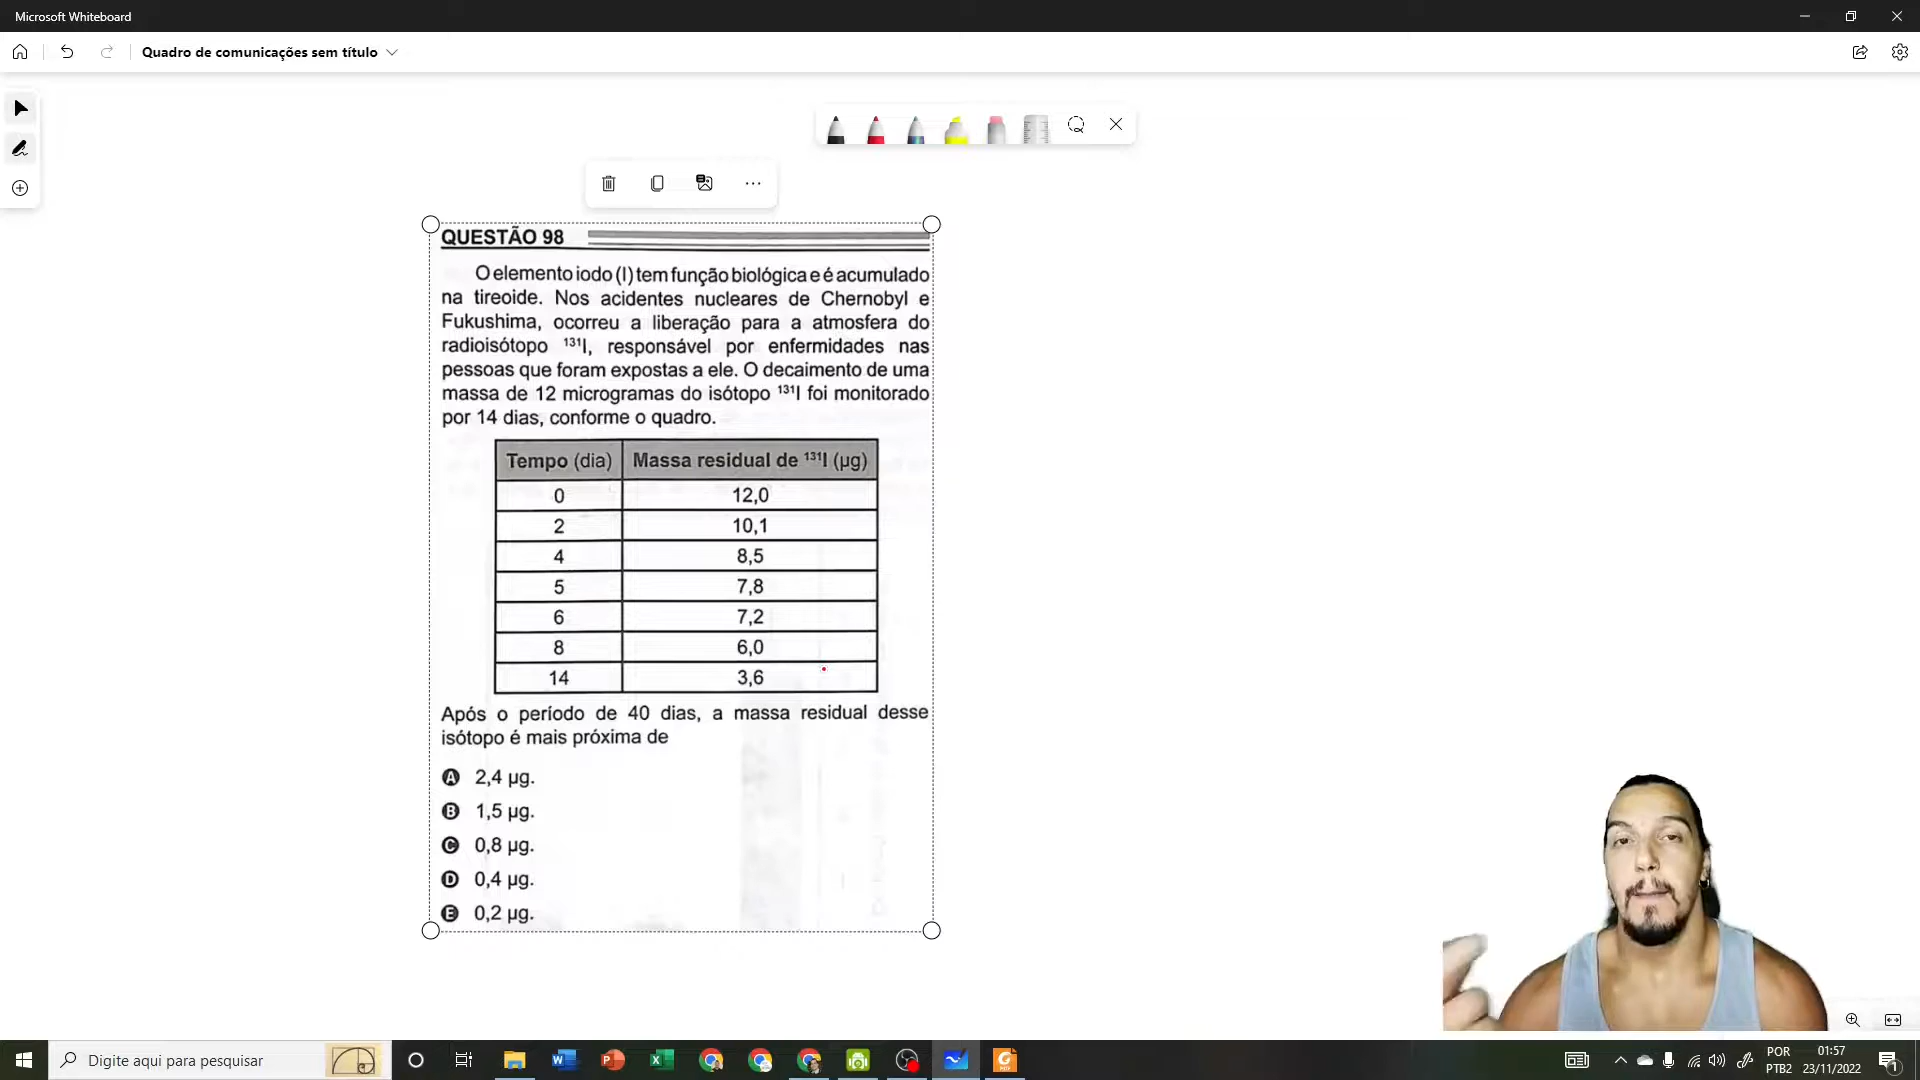 Microsoft Whiteboard
Quadro de comunicações sem título
QUESTÃO 98
O elemento iodo (I) tem função biológica e é acumulado
na tireoide. Nos acidentes nucleares de Chernobyl e
Fukushima, ocorreu a liberação para a atmosfera do
radioisótopo ¹³¹I, responsável por enfermidades nas
pessoas que foram expostas a ele. O decaimento de uma
massa de 12 microgramas do isótopo ¹³¹I foi monitorado
por 14 dias, conforme o quadro.
Tempo (dia) Massa residual de ¹³¹I (µg)
0 12,0
2 10,1
4 8,5
5 7,8
6 7,2
8 6,0
14 3,6
Após o período de 40 dias, a massa residual desse
isótopo é mais próxima de
A 2,4 µg.
B 1,5 µg.
C 0,8 µg.
D 0,4 µg.
E 0,2 µg.
Digite aqui para pesquisar
POR
PTB2
01:57
23/11/2022